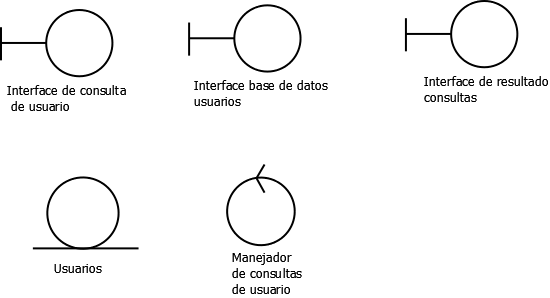 Interface de consulta
de usuario
Interface base de datos
usuarios
Interface de resultado
consultas
Usuarios
Manejador
de consultas
de usuario